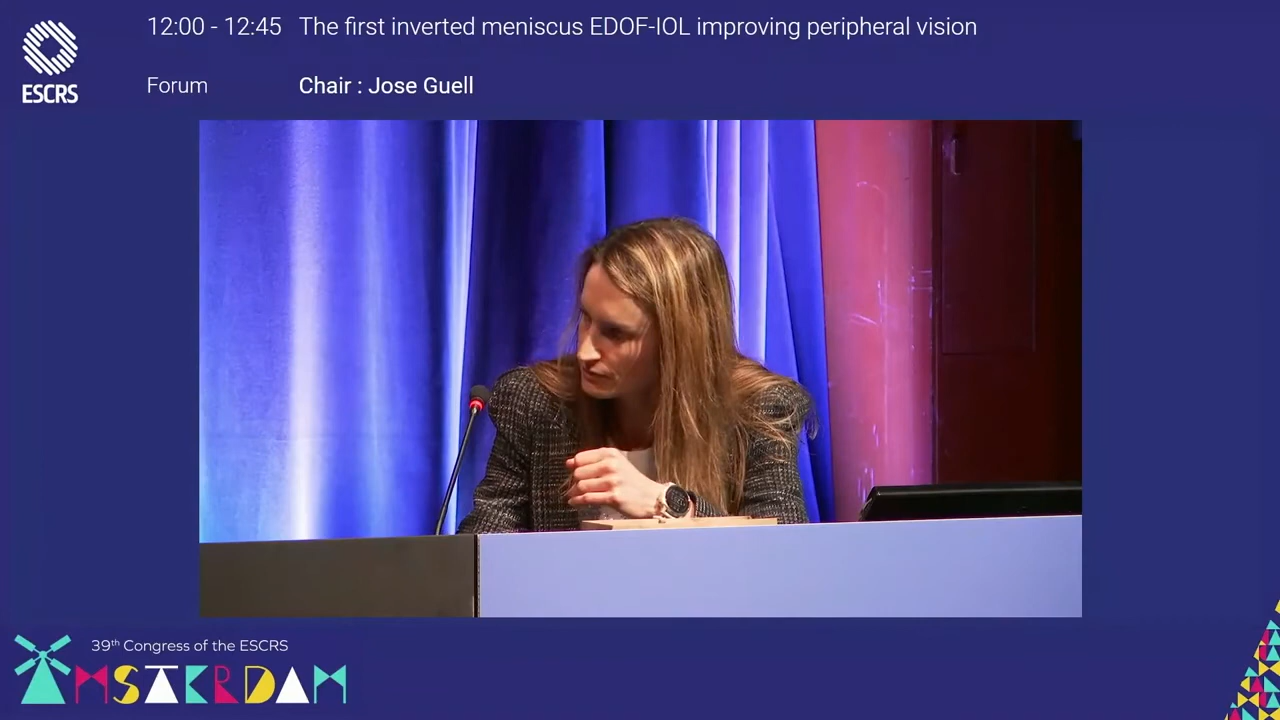 12:00 - 12:45 The first inverted meniscus EDOF-IOL improving peripheral vision
ESCRS
Forum Chair : Jose Guell
39th Congress of the ESCRS
AMSTERDAM